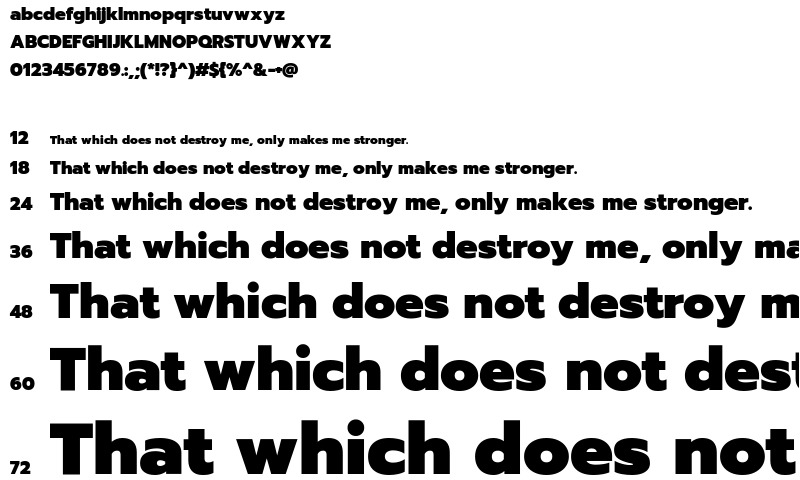 abcdefghijklmnopqrstuvwxyz
ABCDEFGHIJKLMNOPQRSTUVWXYZ
0123456789.:,;(*!?}^)#${%^&-+@
12 That which does not destroy me, only makes me stronger.
18 That which does not destroy me, only makes me stronger.
24 That which does not destroy me, only makes me stronger.
36 That which does not destroy me, only ma
48 That which does not destroy m
60 That which does not dest
72 That which does not